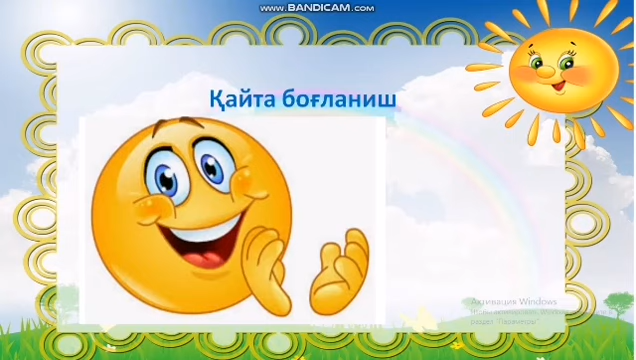 www.BANDICAM.com
Қайта боғланиш
Активация Windows